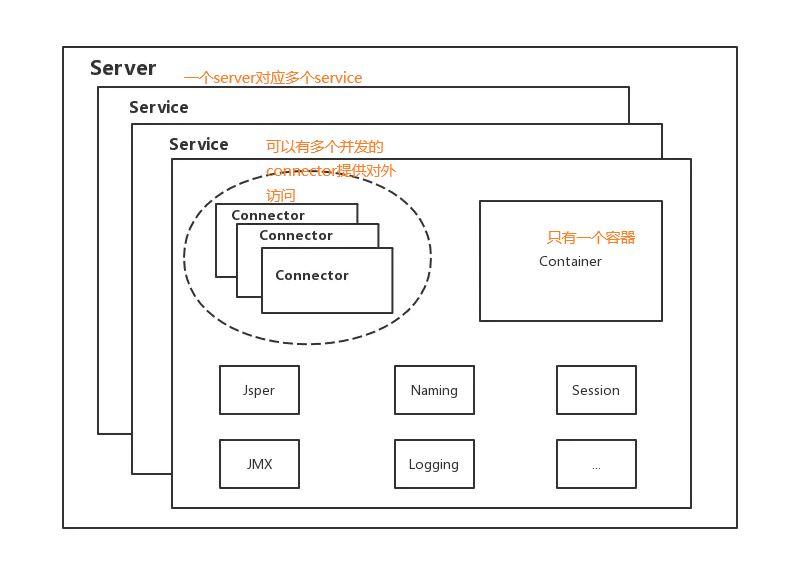 Server
一个server对应多个service
Service
Service
可以有多个并发的
connector提供对外
访问
Connector
Connector
Connector
只有一个容器
Container
Jsper
Naming
Session
JMX
Logging
...